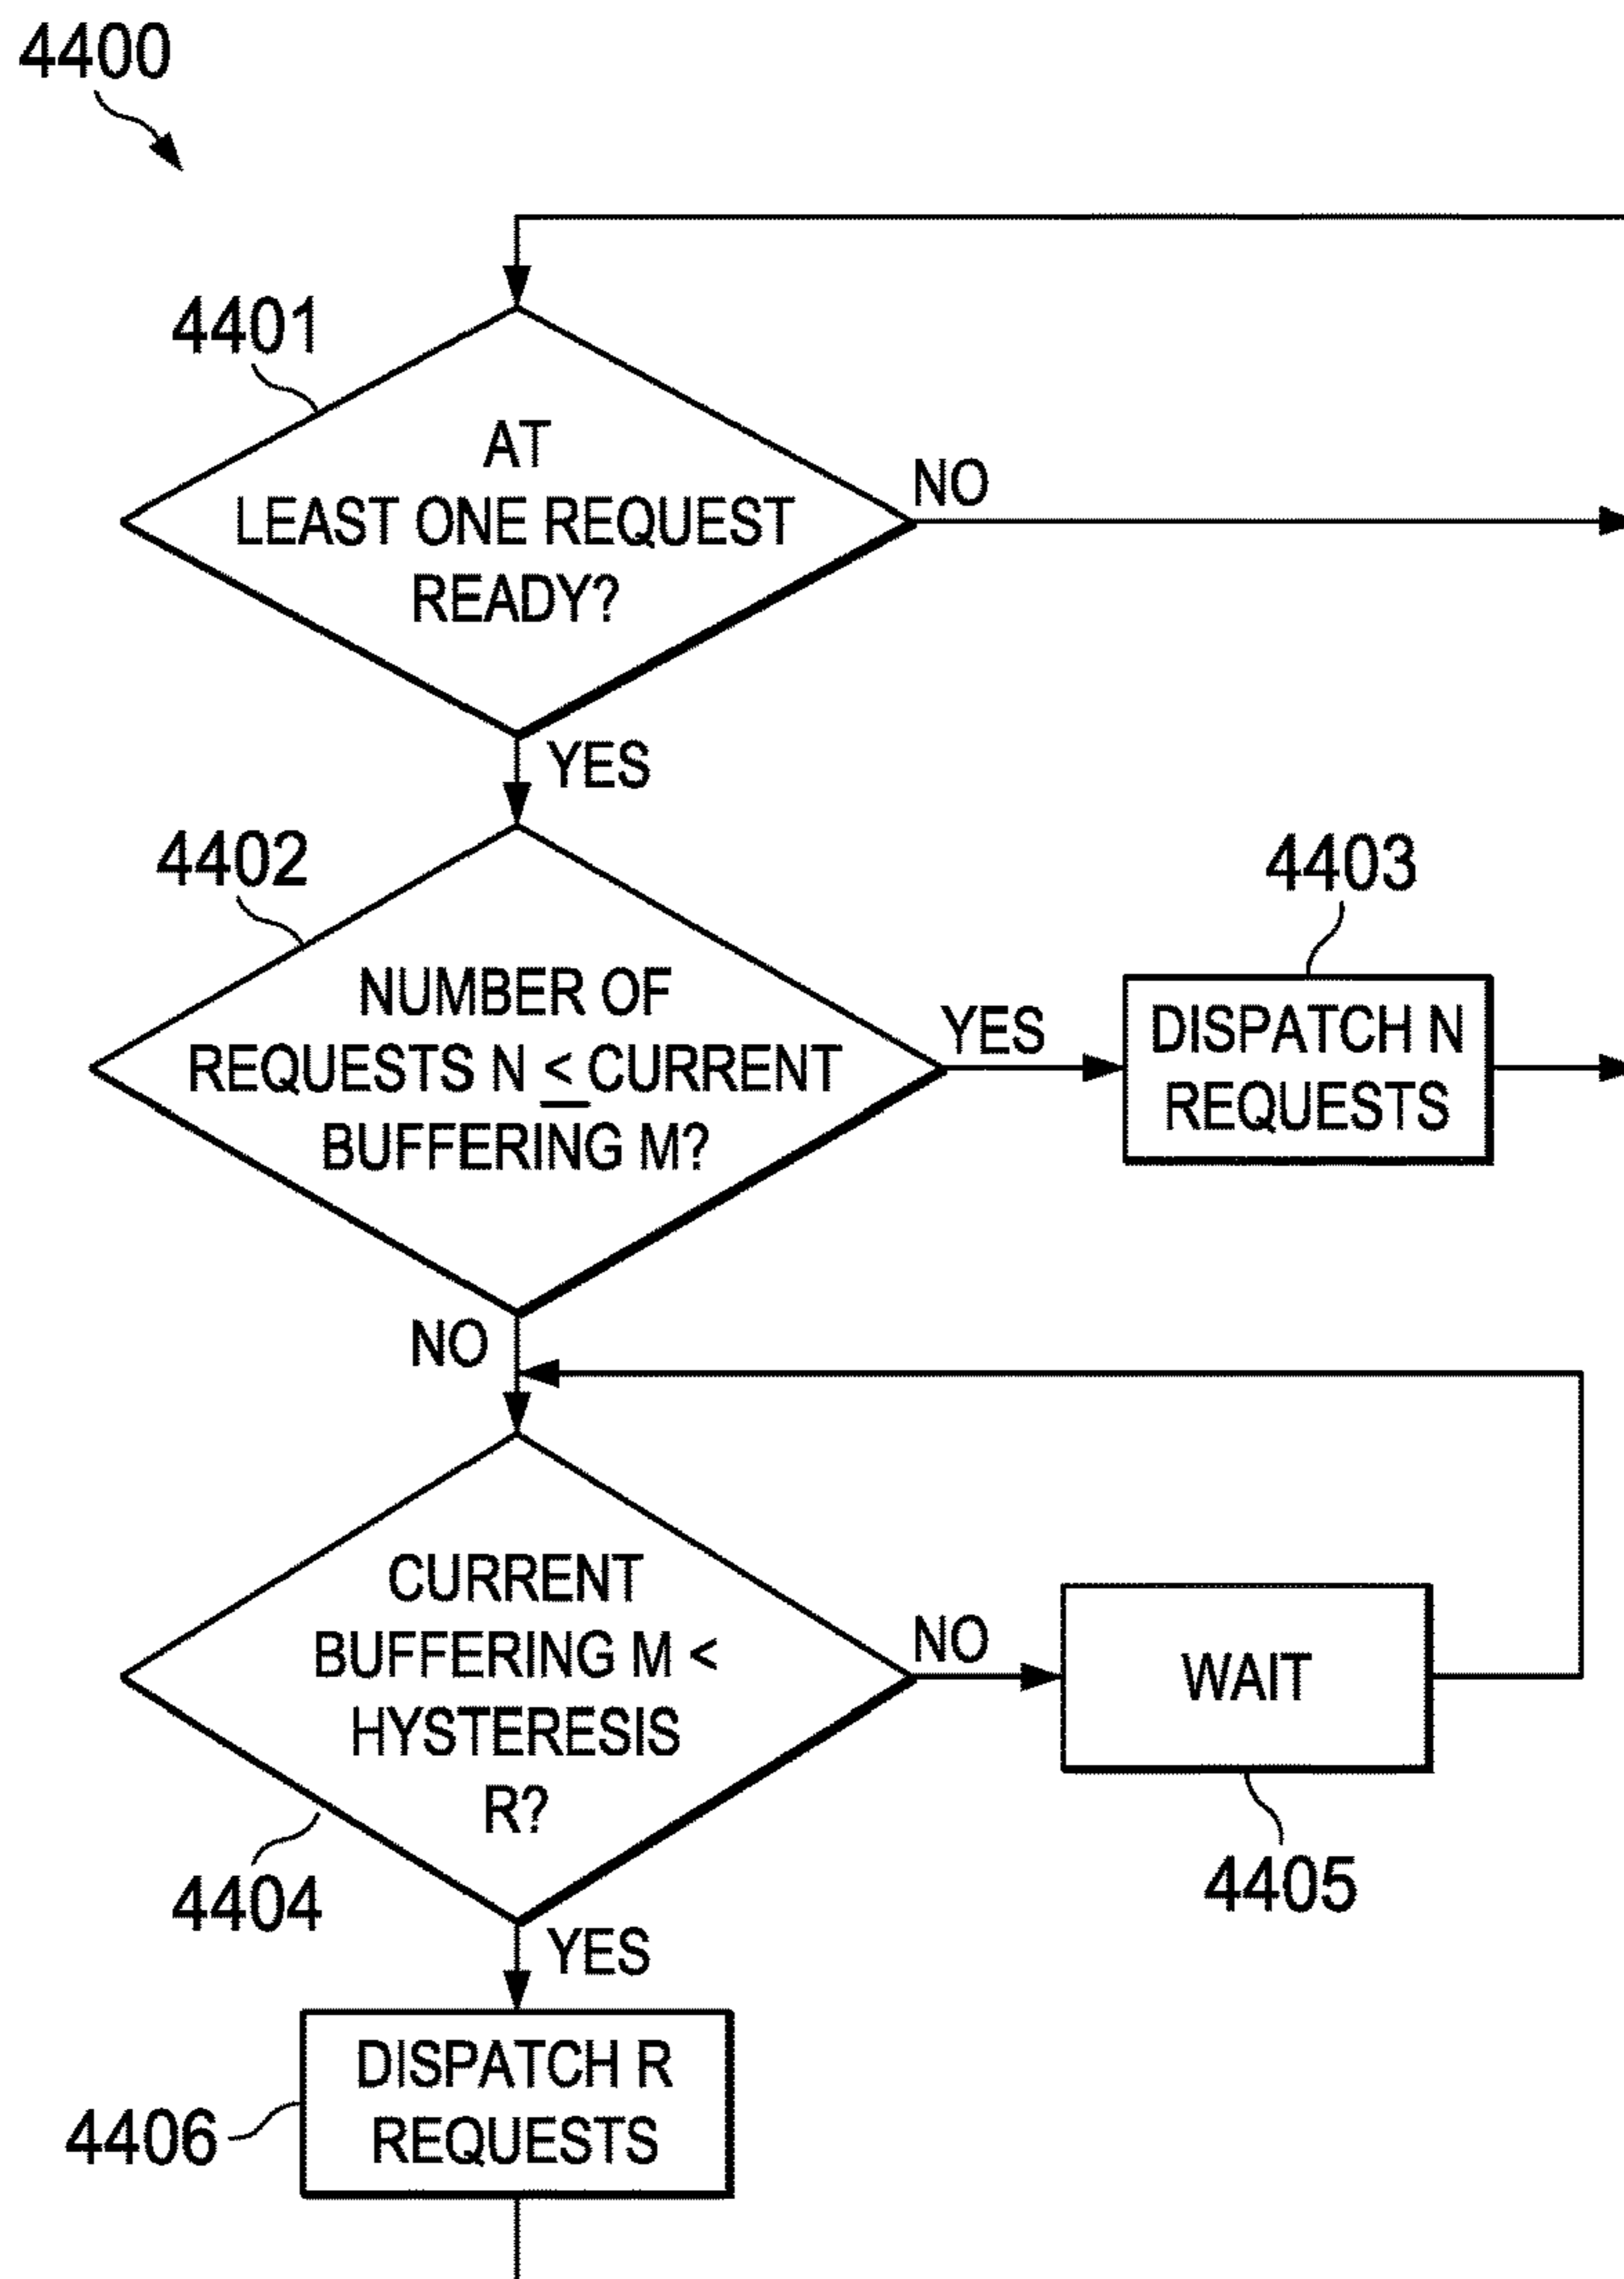 4400
4401
AT
LEAST ONE REQUEST
READY?
NO
YES
4402
NUMBER OF
REQUESTS N ≤ CURRENT
BUFFERING M?
YES
4403
DISPATCH N
REQUESTS
NO
CURRENT
BUFFERING M <
HYSTERESIS
R?
NO
WAIT
4404
4405
YES
DISPATCH R
REQUESTS
4406